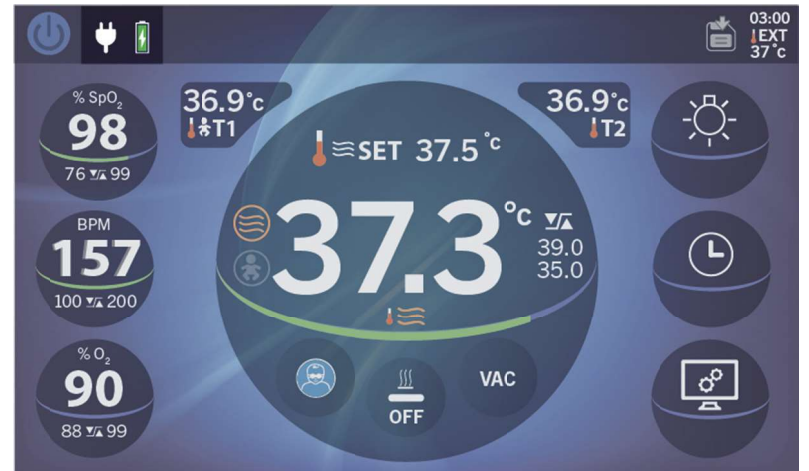 03:00
EXT
37°c
% SpO₂
98
76 99
36.9°c
T1
36.9°c
T2
SET 37.5 °c
37.3 °c
39.0
35.0
BPM
157
100 200
% O₂
90
88 99
OFF
VAC